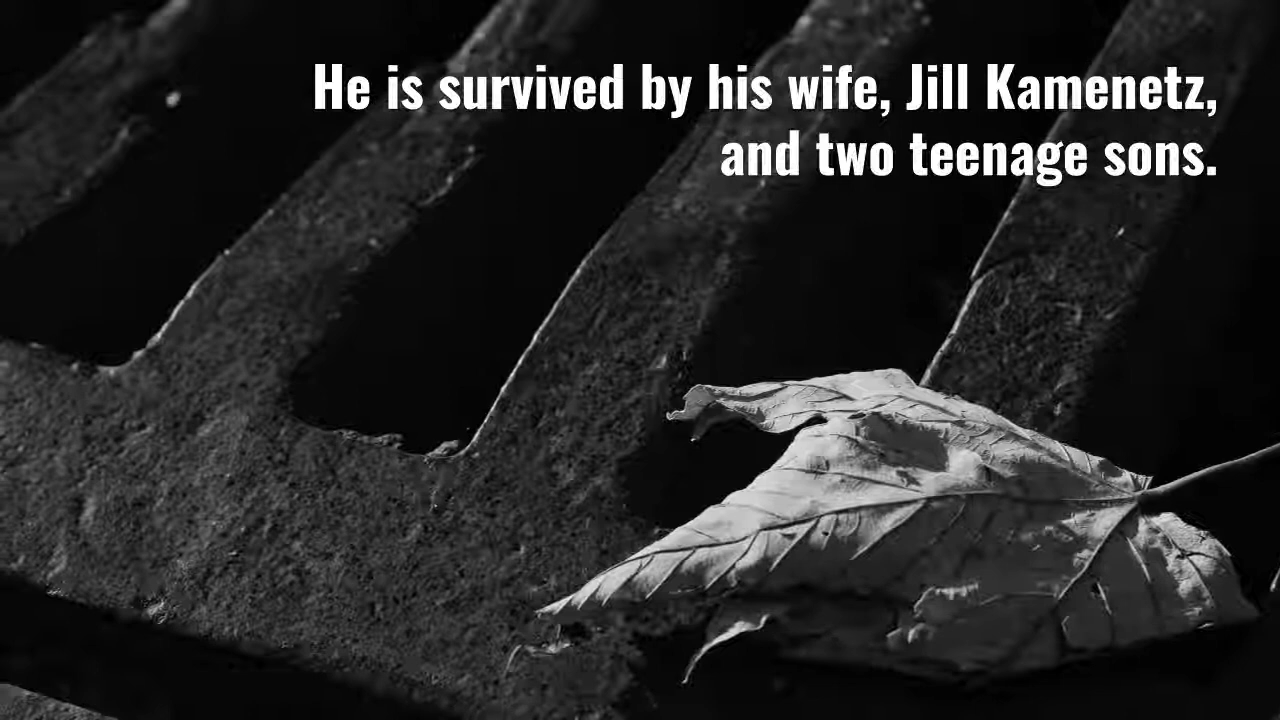 He is survived by his wife, Jill Kamenetz,
and two teenage sons.